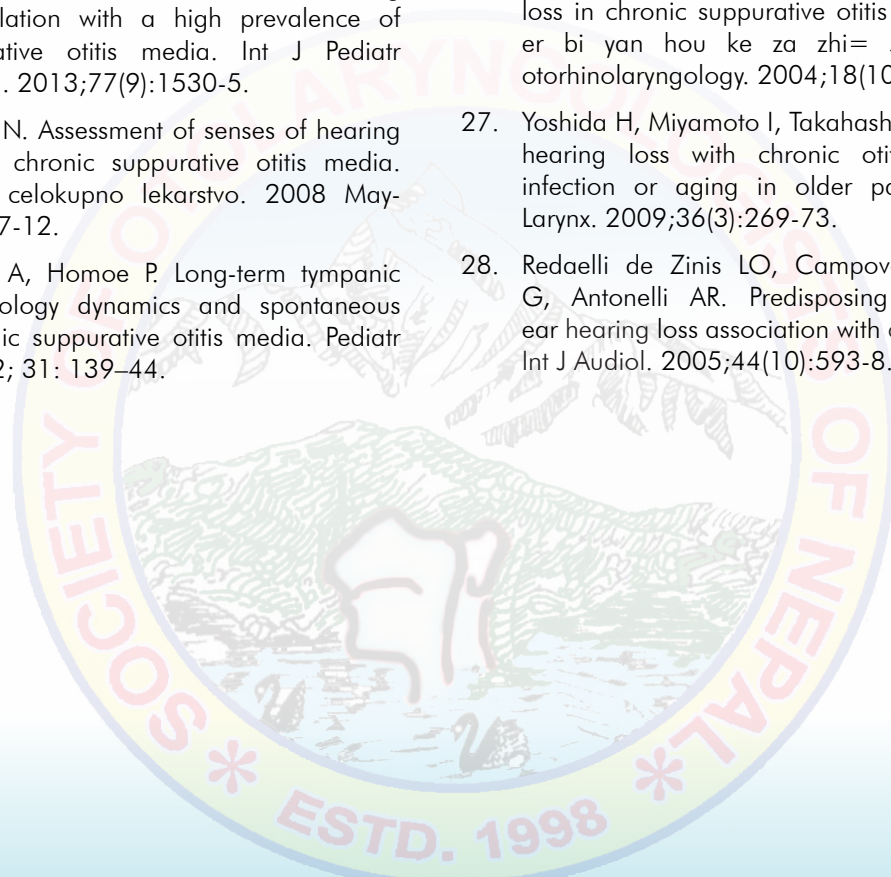 lation with a high prevalence of
ative otitis media. Int J Pediatr
. 2013;77(9):1530-5.
N. Assessment of senses of hearing
chronic suppurative otitis media.
celokupno lekarstvo. 2008 May-
7-12.
A, Homoe P. Long-term tympanic
ology dynamics and spontaneous
ic suppurative otitis media. Pediatr
2; 31: 139–44.
loss in chronic suppurative otitis
er bi yan hou ke za zhi=
otorhinolaryngology. 2004;18(10
27. Yoshida H, Miyamoto I, Takahash
hearing loss with chronic oti
infection or aging in older pa
Larynx. 2009;36(3):269-73.
28. Redaelli de Zinis LO, Campov
G, Antonelli AR. Predisposing
ear hearing loss association with
Int J Audiol. 2005;44(10):593-8.
SOCIETY OF OTOLARYNGOLOGISTS OF NEPAL
ESTD. 1998